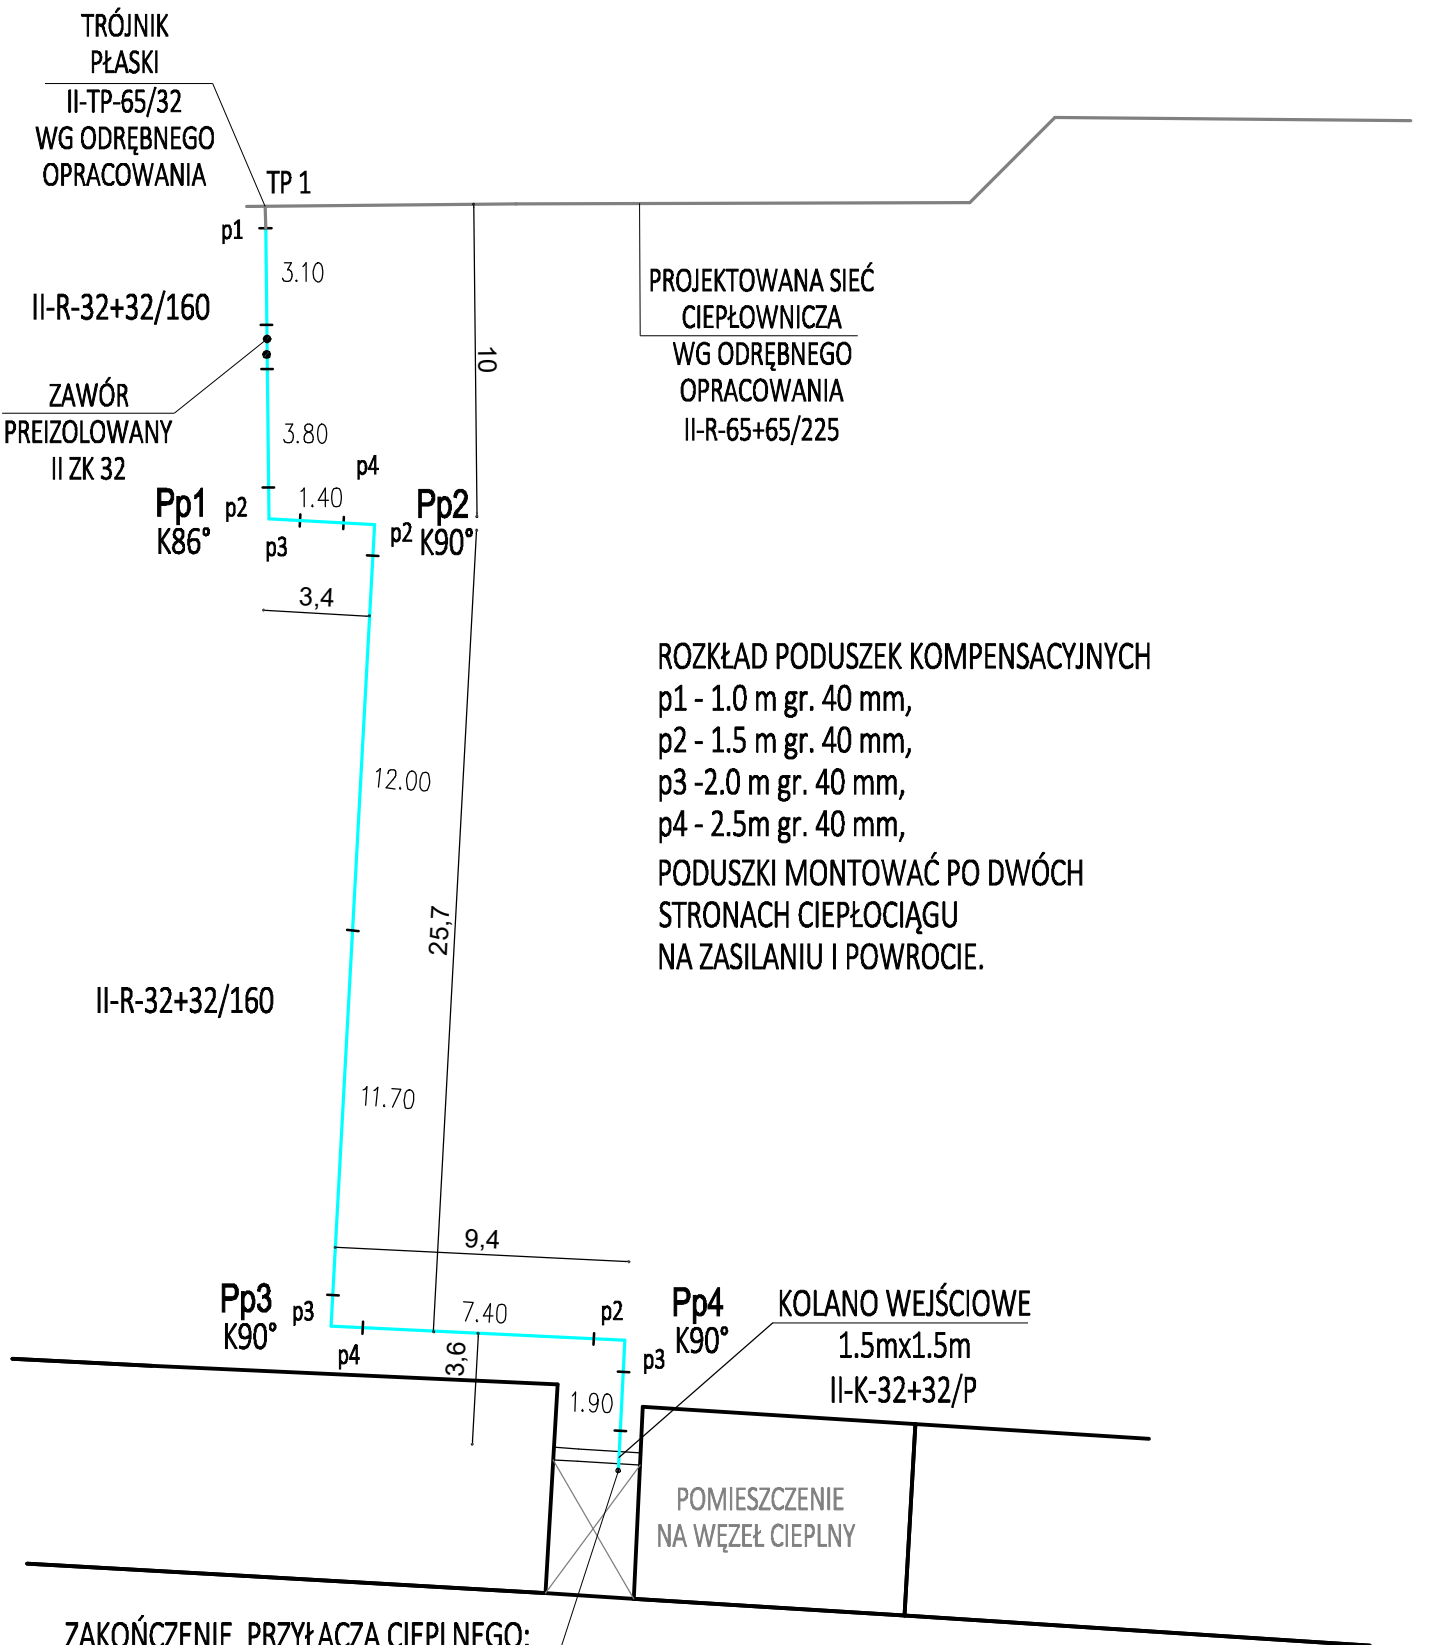 TRÓJNIK
PŁASKI
II-TP-65/32
WG ODRĘBNEGO
OPRACOWANIA
TP 1
p1
3.10
II-R-32+32/160
PROJEKTOWANA SIEĆ
CIEPŁOWNICZA
WG ODRĘBNEGO
OPRACOWANIA
II-R-65+65/225
10
ZAWÓR
PREIZOLOWANY
II ZK 32
3.80
p4
Pp1
K86°
p2
1.40
p3
Pp2
p2
K90°
3,4
ROZKŁAD PODUSZEK KOMPENSACYJNYCH
p1 - 1.0 m gr. 40 mm,
p2 - 1.5 m gr. 40 mm,
p3 -2.0 m gr. 40 mm,
p4 - 2.5m gr. 40 mm,
PODUSZKI MONTOWAĆ PO DWÓCH
STRONACH CIEPŁOCIĄGU
NA ZASILANIU I POWROCIE.
12.00
25,7
II-R-32+32/160
11.70
9,4
Pp3
K90°
p3
p4
7.40
3,6
p2
Pp4
K90°
p3
KOLANO WEJŚCIOWE
1.5mx1.5m
II-K-32+32/P
1.90
POMIESZCZENIE
NA WĘZEŁ CIEPLNY
ZAKOŃCZENIE PRZYŁĄCZA CIEPLNEGO: